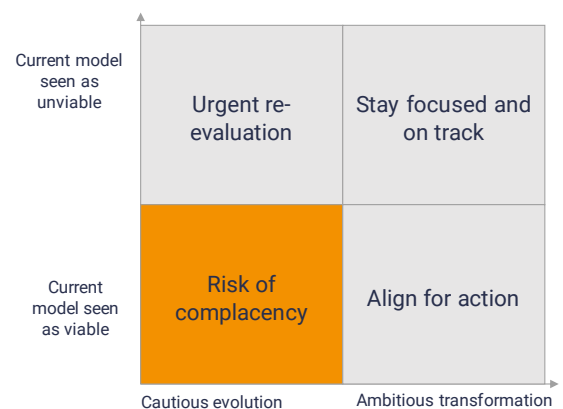 Current model
seen as
unviable
Urgent re-
evaluation
Stay focused and
on track
Current
model seen
as viable
Risk of
complacency
Align for action
Cautious evolution
Ambitious transformation